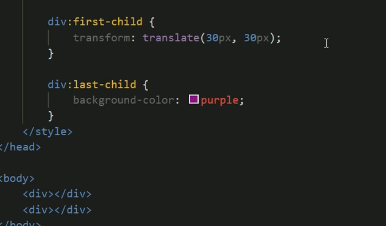 div:first-child {
transform: translate(30px, 30px);
}
div:last-child {
background-color: purple;
}
</style>
</head>
<body>
<div></div>
<div></div>
</body>